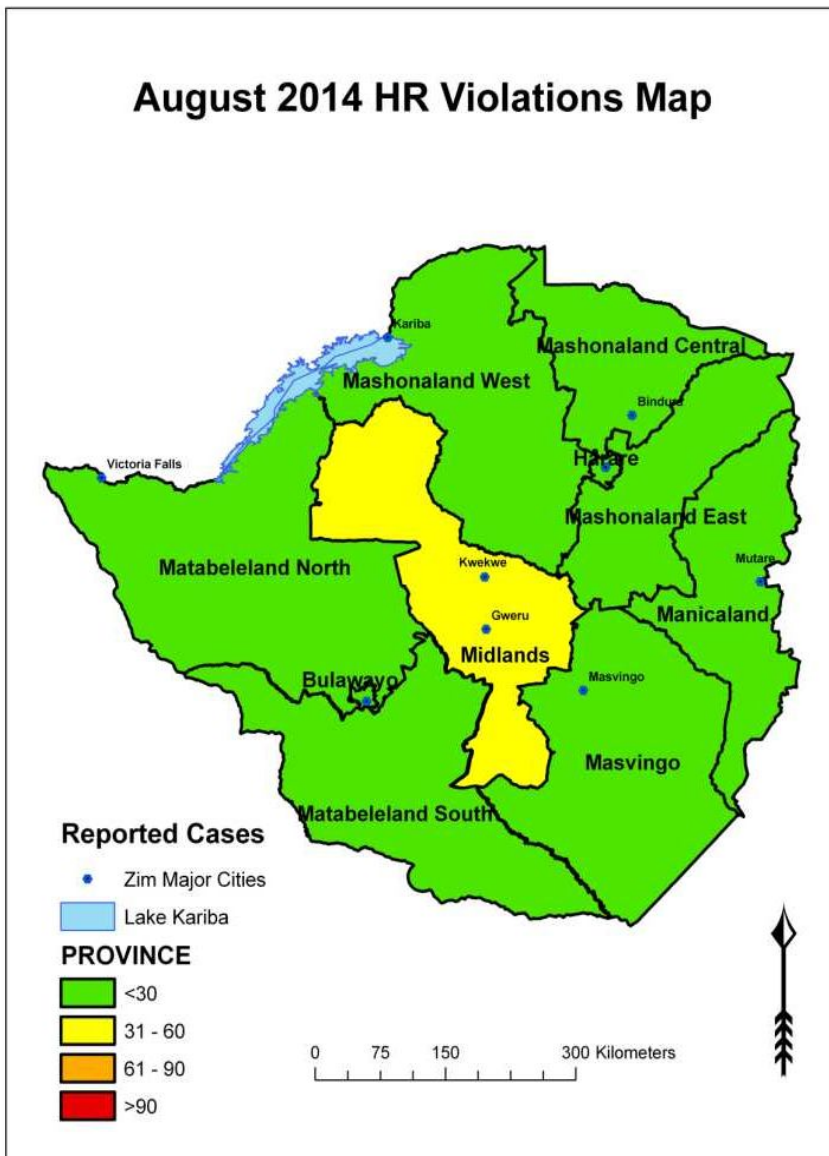 August 2014 HR Violations Map
Kariba
Mashonaland Central
Mashonaland West
Bindura
Victoria Falls
Harare
Mashonaland East
Matabeleland North
Kwekwe
Mutare
Manicaland
Gweru
Midlands
Bulawayo
Masvingo
Masvingo
Matabeleland South
Reported Cases
Zim Major Cities
Lake Kariba
PROVINCE
<30
31 - 60
61 - 90
>90
0 75 150 300 Kilometers